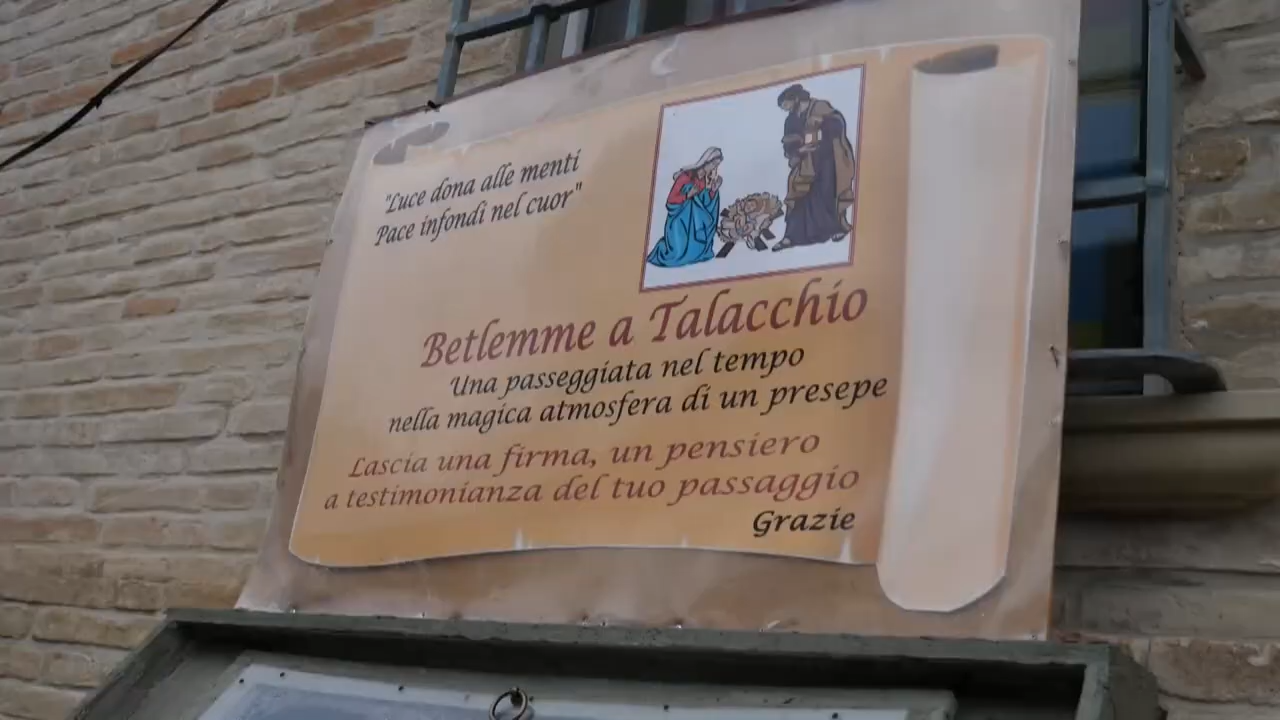 "Luce dona alle menti
Pace infondi nel cuor"
Betlemme a Talacchio
Una passeggiata nel tempo
nella magica atmosfera di un presepe
Lascia una firma, un pensiero
a testimonianza del tuo passaggio
Grazie